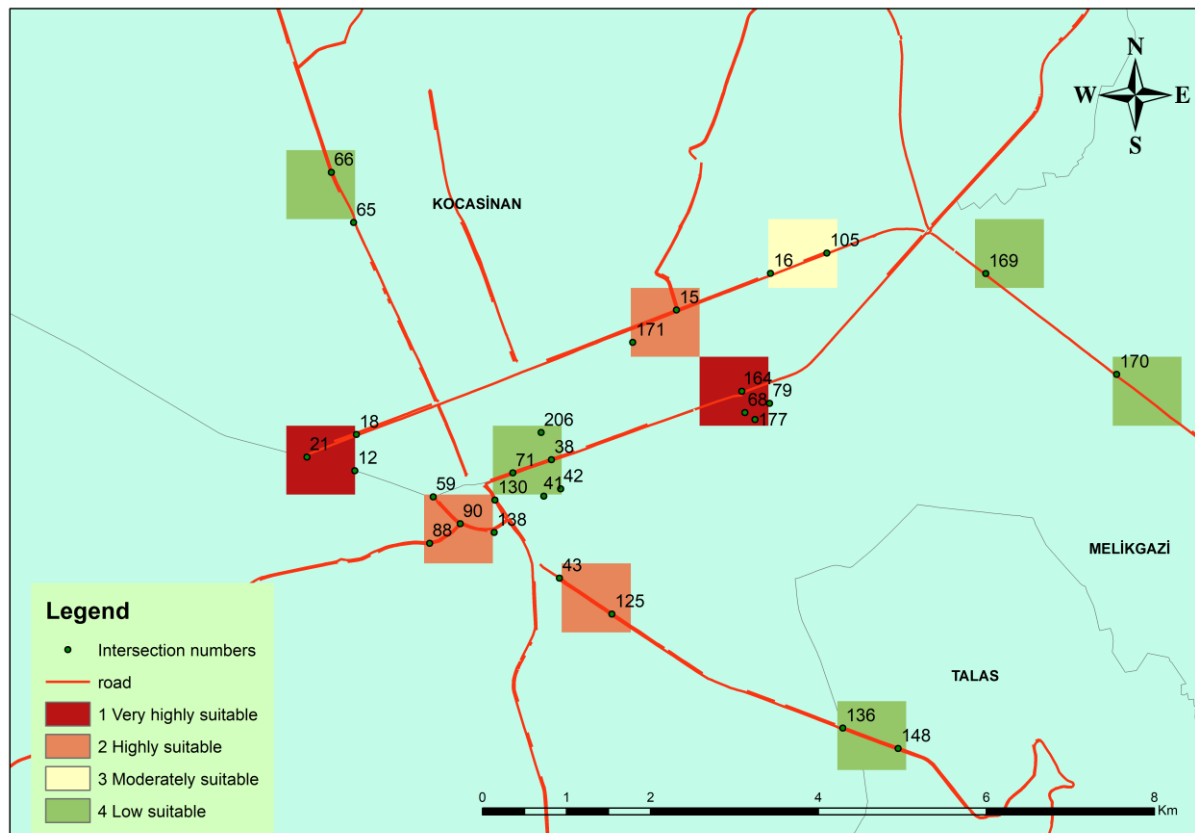 N
W E
S
66
65
KOCASİNAN
105
16
169
15
171
170
164
79
68
177
206
18
21
38
12
71
42
59
130
41
90
138
88
MELİKGAZİ
43
125
TALAS
136
148
Legend
Intersection numbers
road
1 Very highly suitable
2 Highly suitable
3 Moderately suitable
4 Low suitable
0 1 2 4 6 8
Km